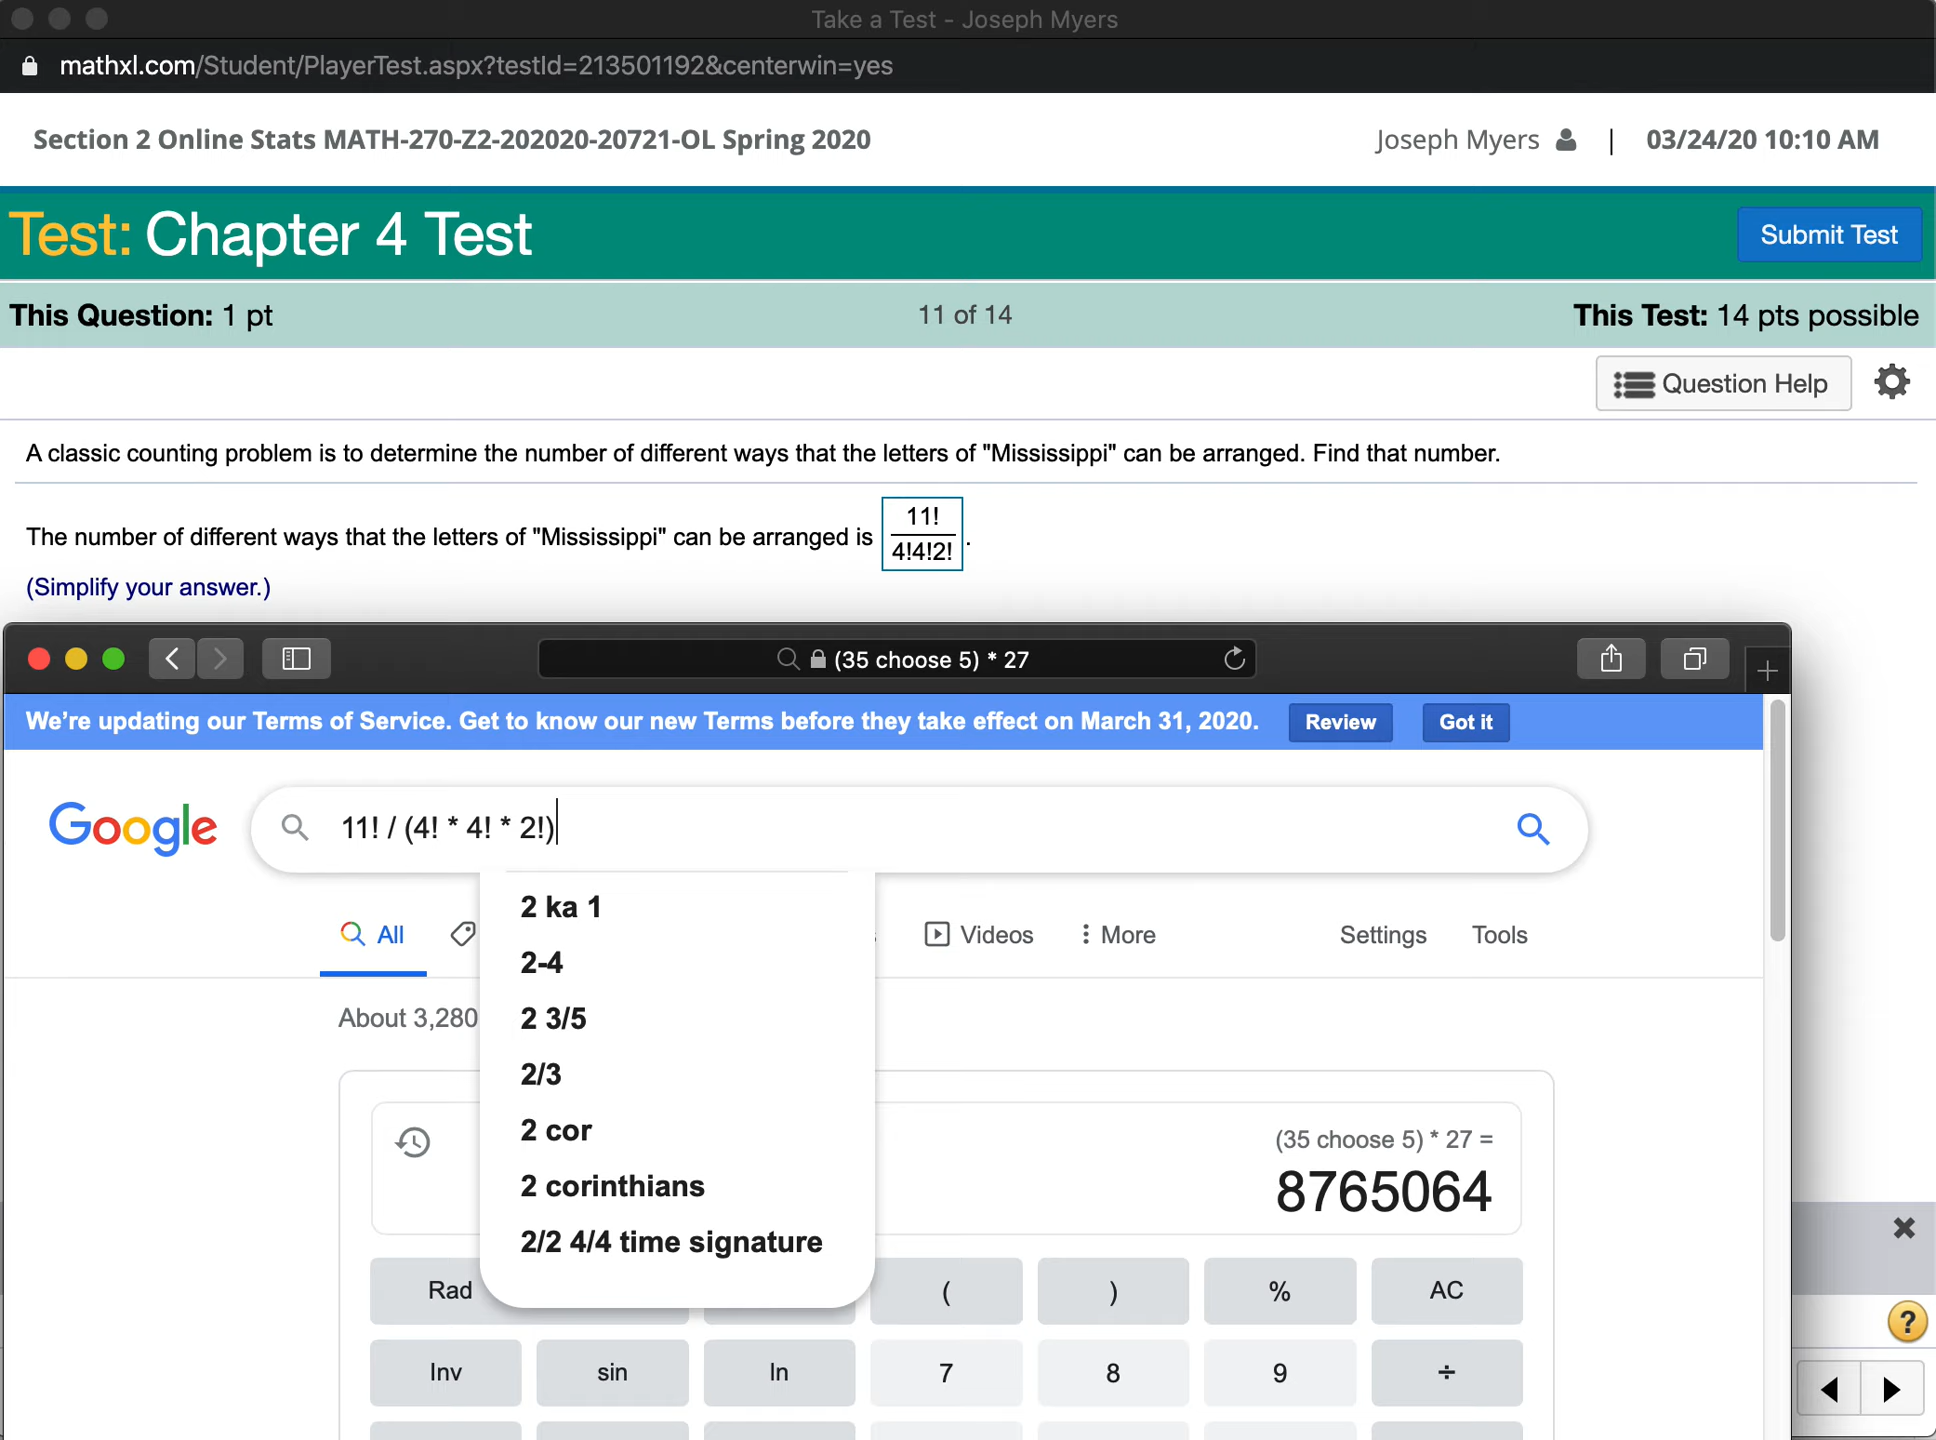 Take a Test - Joseph Myers
mathxl.com/Student/PlayerTest.aspx?testId=213501192&centerwin=yes
Section 2 Online Stats MATH-270-Z2-202020-20721-OL Spring 2020
Joseph Myers | 03/24/20 10:10 AM
Test: Chapter 4 Test
Submit Test
This Question: 1 pt
11 of 14
This Test: 14 pts possible
Question Help
A classic counting problem is to determine the number of different ways that the letters of "Mississippi" can be arranged. Find that number.
The number of different ways that the letters of "Mississippi" can be arranged is
11!
4!4!2!
.
(Simplify your answer.)
(35 choose 5) * 27
We're updating our Terms of Service. Get to know our new Terms before they take effect on March 31, 2020.
Review
Got it
Google
11! / (4! * 4! * 2!)
2 ka 1
2-4
2 3/5
2/3
2 cor
2 corinthians
2/2 4/4 time signature
All
Videos
More
Settings
Tools
About 3,280
(35 choose 5) * 27 =
8765064
Rad
(
)
%
AC
Inv
sin
ln
7
8
9
÷
?